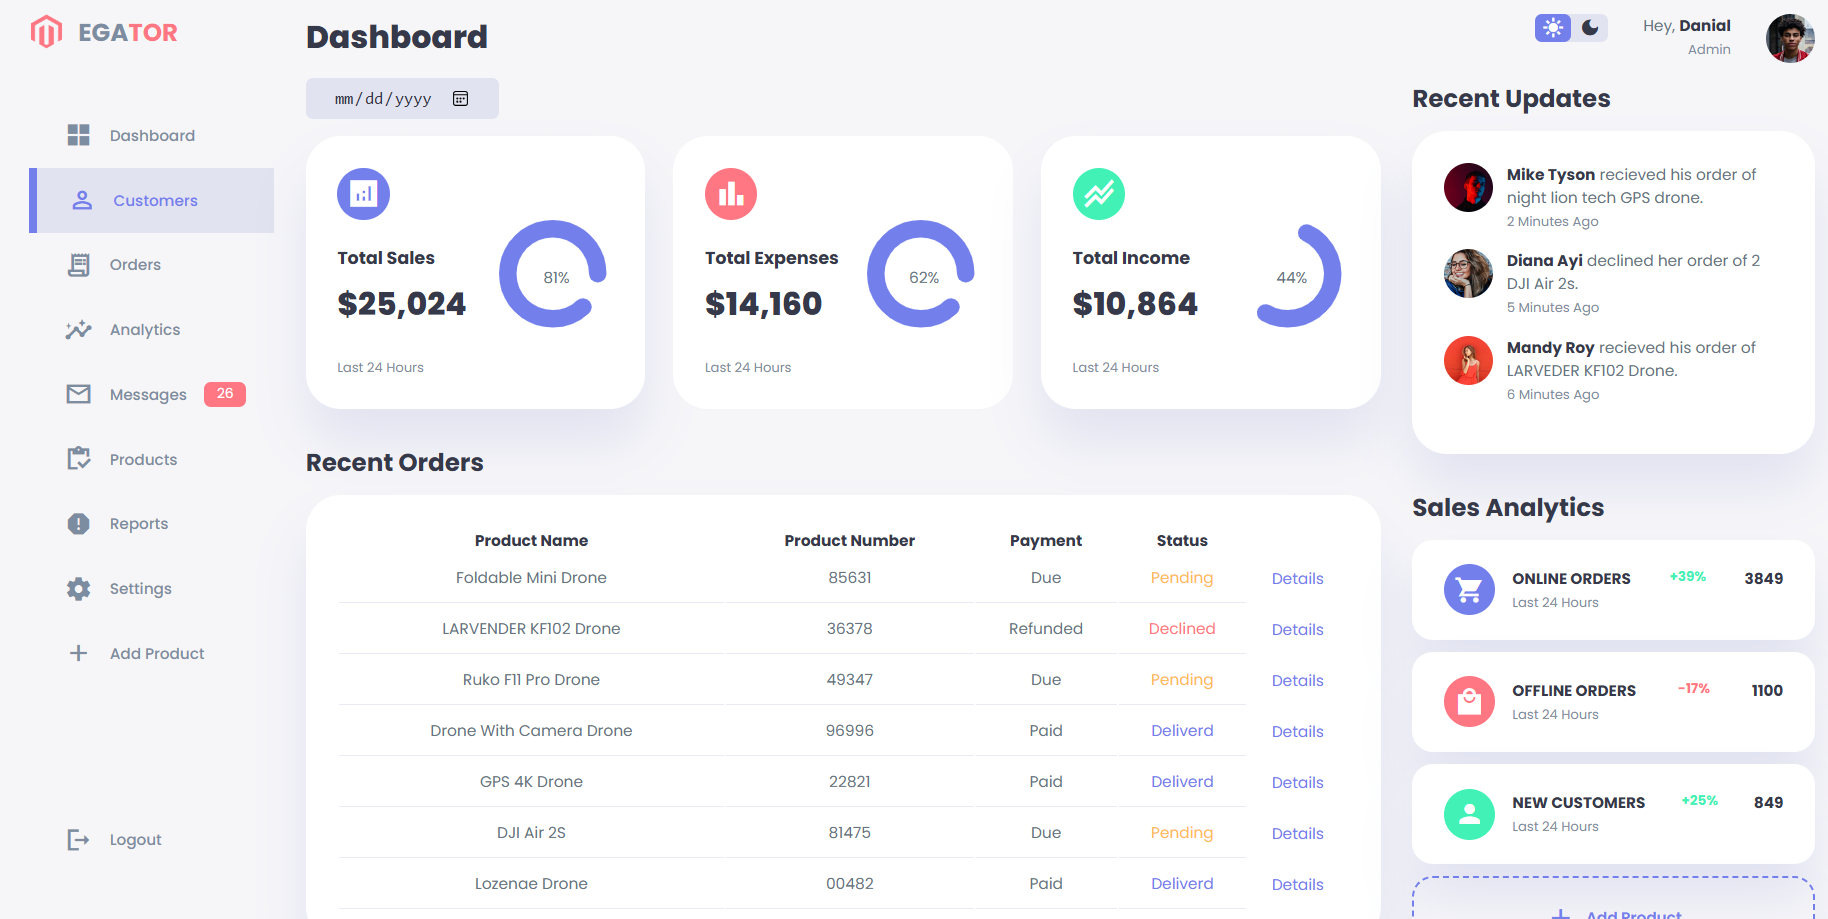 EGATOR
Dashboard
Customers
Orders
Analytics
Messages 26
Products
Reports
Settings
Add Product
Logout
Dashboard
mm/dd/yyyy
Total Sales
$25,024
81%
Last 24 Hours
Total Expenses
$14,160
62%
Last 24 Hours
Total Income
$10,864
44%
Last 24 Hours
Recent Orders
Product Name Product Number Payment Status
Foldable Mini Drone 85631 Due Pending Details
LARVENDER KF102 Drone 36378 Refunded Declined Details
Ruko F11 Pro Drone 49347 Due Pending Details
Drone With Camera Drone 96996 Paid Deliverd Details
GPS 4K Drone 22821 Paid Deliverd Details
DJI Air 2S 81475 Due Pending Details
Lozenae Drone 00482 Paid Deliverd Details
Hey, Danial
Admin
Recent Updates
Mike Tyson recieved his order of
night lion tech GPS drone.
2 Minutes Ago
Diana Ayi declined her order of 2
DJI Air 2s.
5 Minutes Ago
Mandy Roy recieved his order of
LARVEDER KF102 Drone.
6 Minutes Ago
Sales Analytics
ONLINE ORDERS +39% 3849
Last 24 Hours
OFFLINE ORDERS -17% 1100
Last 24 Hours
NEW CUSTOMERS +25% 849
Last 24 Hours
Add Product